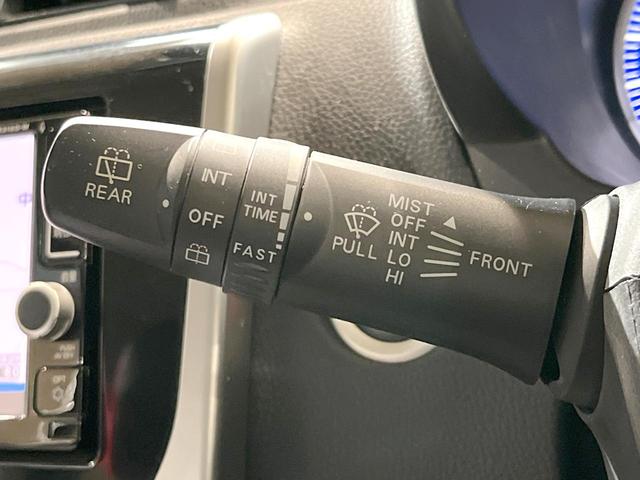 REAR
INT
OFF
INT
TIME
FAST
PULL
MIST
OFF
INT
LO
HI
FRONT